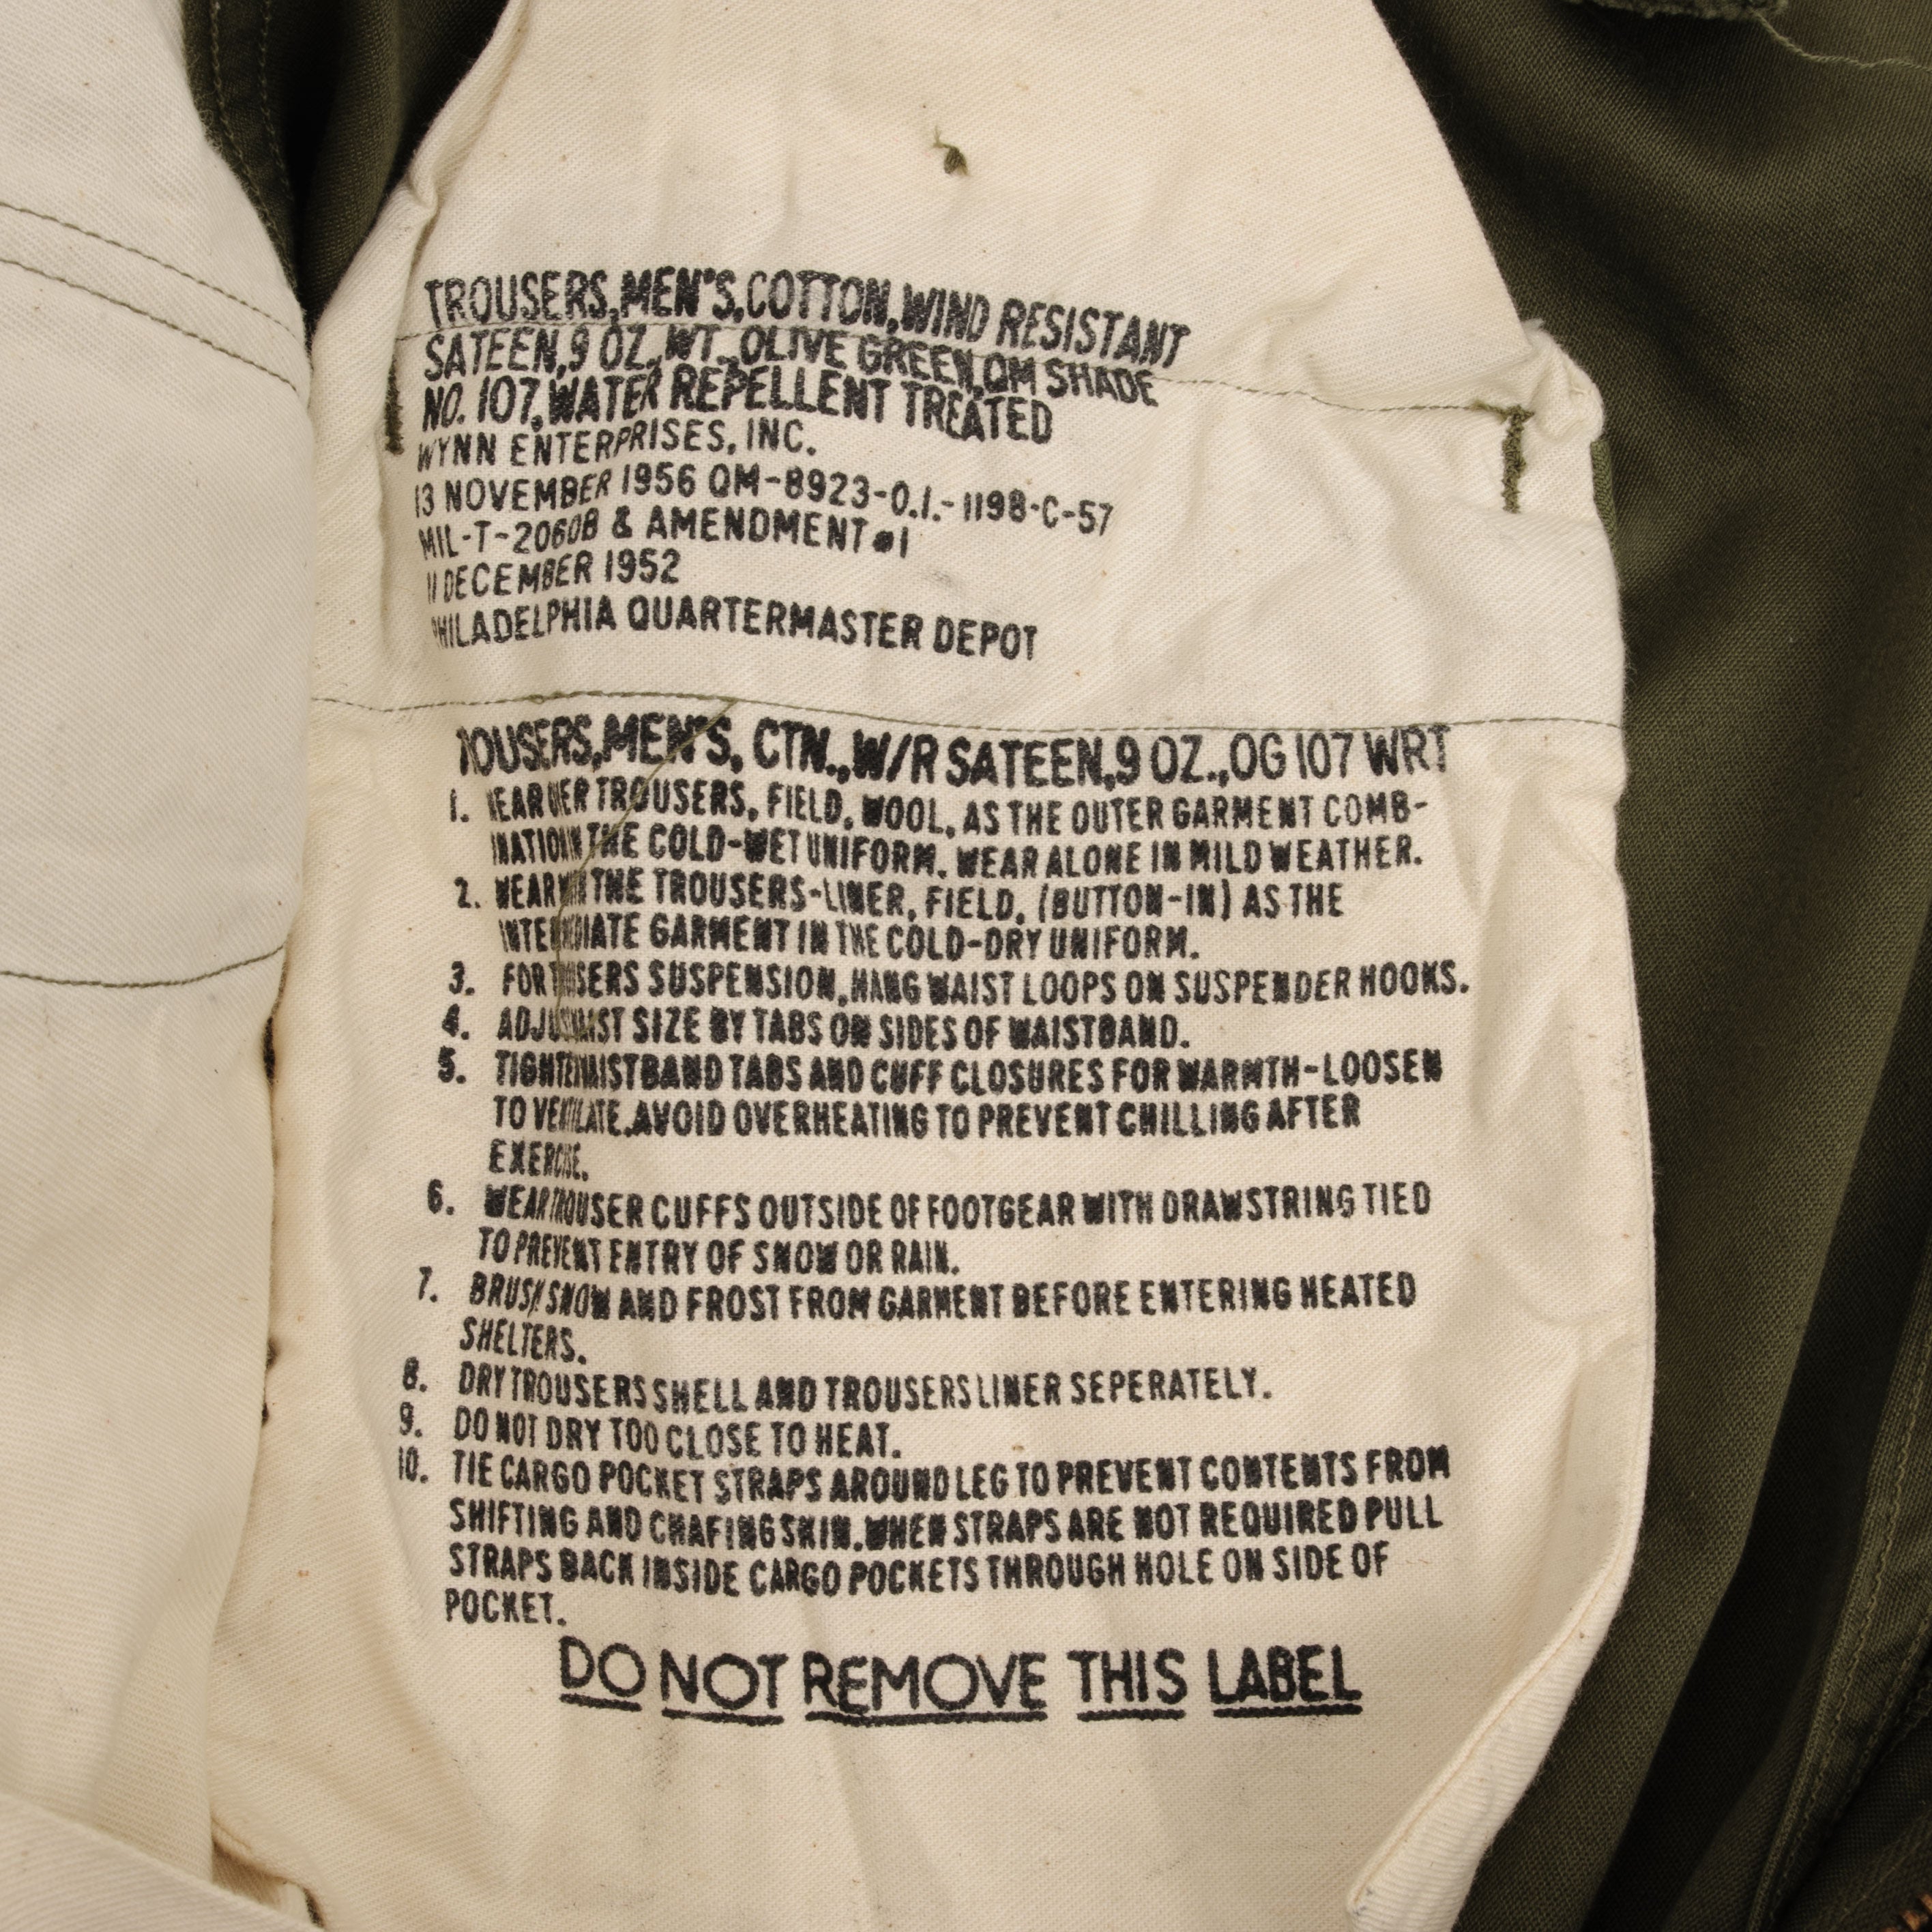 TROUSERS, MEN'S, COTTON, WIND RESISTANT
SATEEN, 9 OZ., WT., OLIVE GREEN, QM SHADE
NO. 107, WATER REPELLENT TREATED
WYNN ENTERPRISES, INC.
13 NOVEMBER 1956 QM-8923-O.I.-1198-C-57
MIL-T-2060B & AMENDMENT #1
11 DECEMBER 1952
PHILADELPHIA QUARTERMASTER DEPOT
TROUSERS, MEN'S, CTN., W/R SATEEN, 9 OZ., OG 107 WRT
1. WEAR OVER TROUSERS, FIELD, WOOL, AS THE OUTER GARMENT COMB-
INATION IN THE COLD-WET UNIFORM. WEAR ALONE IN MILD WEATHER.
2. WEAR WITH THE TROUSERS-LINER, FIELD, (BUTTON-IN) AS THE
INTERMEDIATE GARMENT IN THE COLD-DRY UNIFORM.
3. FOR TROUSERS SUSPENSION, HANG WAIST LOOPS ON SUSPENDER HOOKS.
4. ADJUST WAIST SIZE BY TABS ON SIDES OF WAISTBAND.
5. TIGHTEN WAISTBAND TABS AND CUFF CLOSURES FOR WARMTH-LOOSEN
TO VENTILATE. AVOID OVERHEATING TO PREVENT CHILLING AFTER
EXERCISE.
6. WEAR TROUSER CUFFS OUTSIDE OF FOOTGEAR WITH DRAWSTRING TIED
TO PREVENT ENTRY OF SNOW OR RAIN.
7. BRUSH SNOW AND FROST FROM GARMENT BEFORE ENTERING HEATED
SHELTERS.
8. DRY TROUSERS SHELL AND TROUSERS LINER SEPERATELY.
9. DO NOT DRY TOO CLOSE TO HEAT.
10. TIE CARGO POCKET STRAPS AROUND LEG TO PREVENT CONTENTS FROM
SHIFTING AND CHAFING SKIN. WHEN STRAPS ARE NOT REQUIRED PULL
STRAPS BACK INSIDE CARGO POCKETS THROUGH HOLE ON SIDE OF
POCKET.
DO NOT REMOVE THIS LABEL